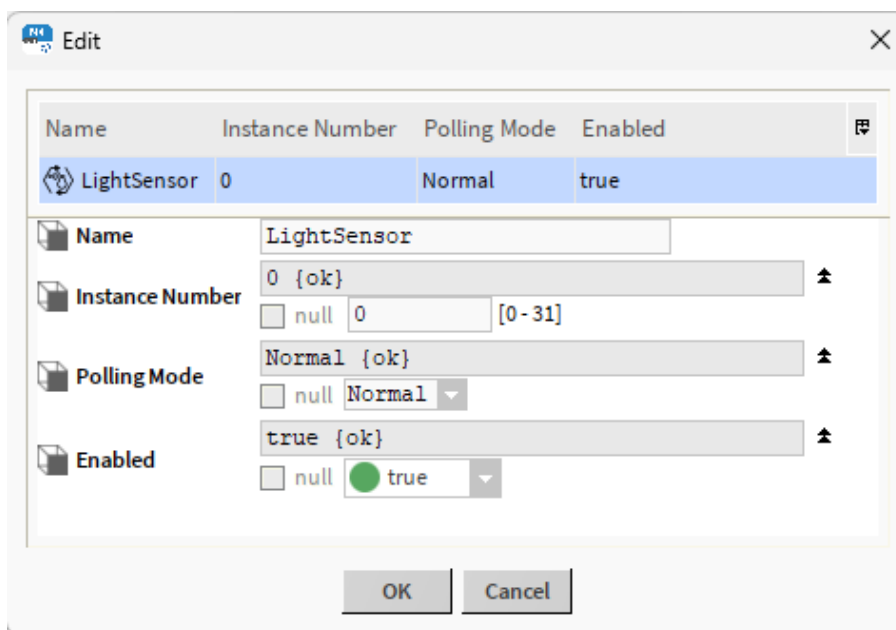 N4
Edit
Name Instance Number Polling Mode Enabled
LightSensor 0 Normal true
Name LightSensor
0 {ok}
Instance Number
null 0 [0 - 31]
Normal {ok}
Polling Mode
null Normal
true {ok}
Enabled
null true
OK Cancel